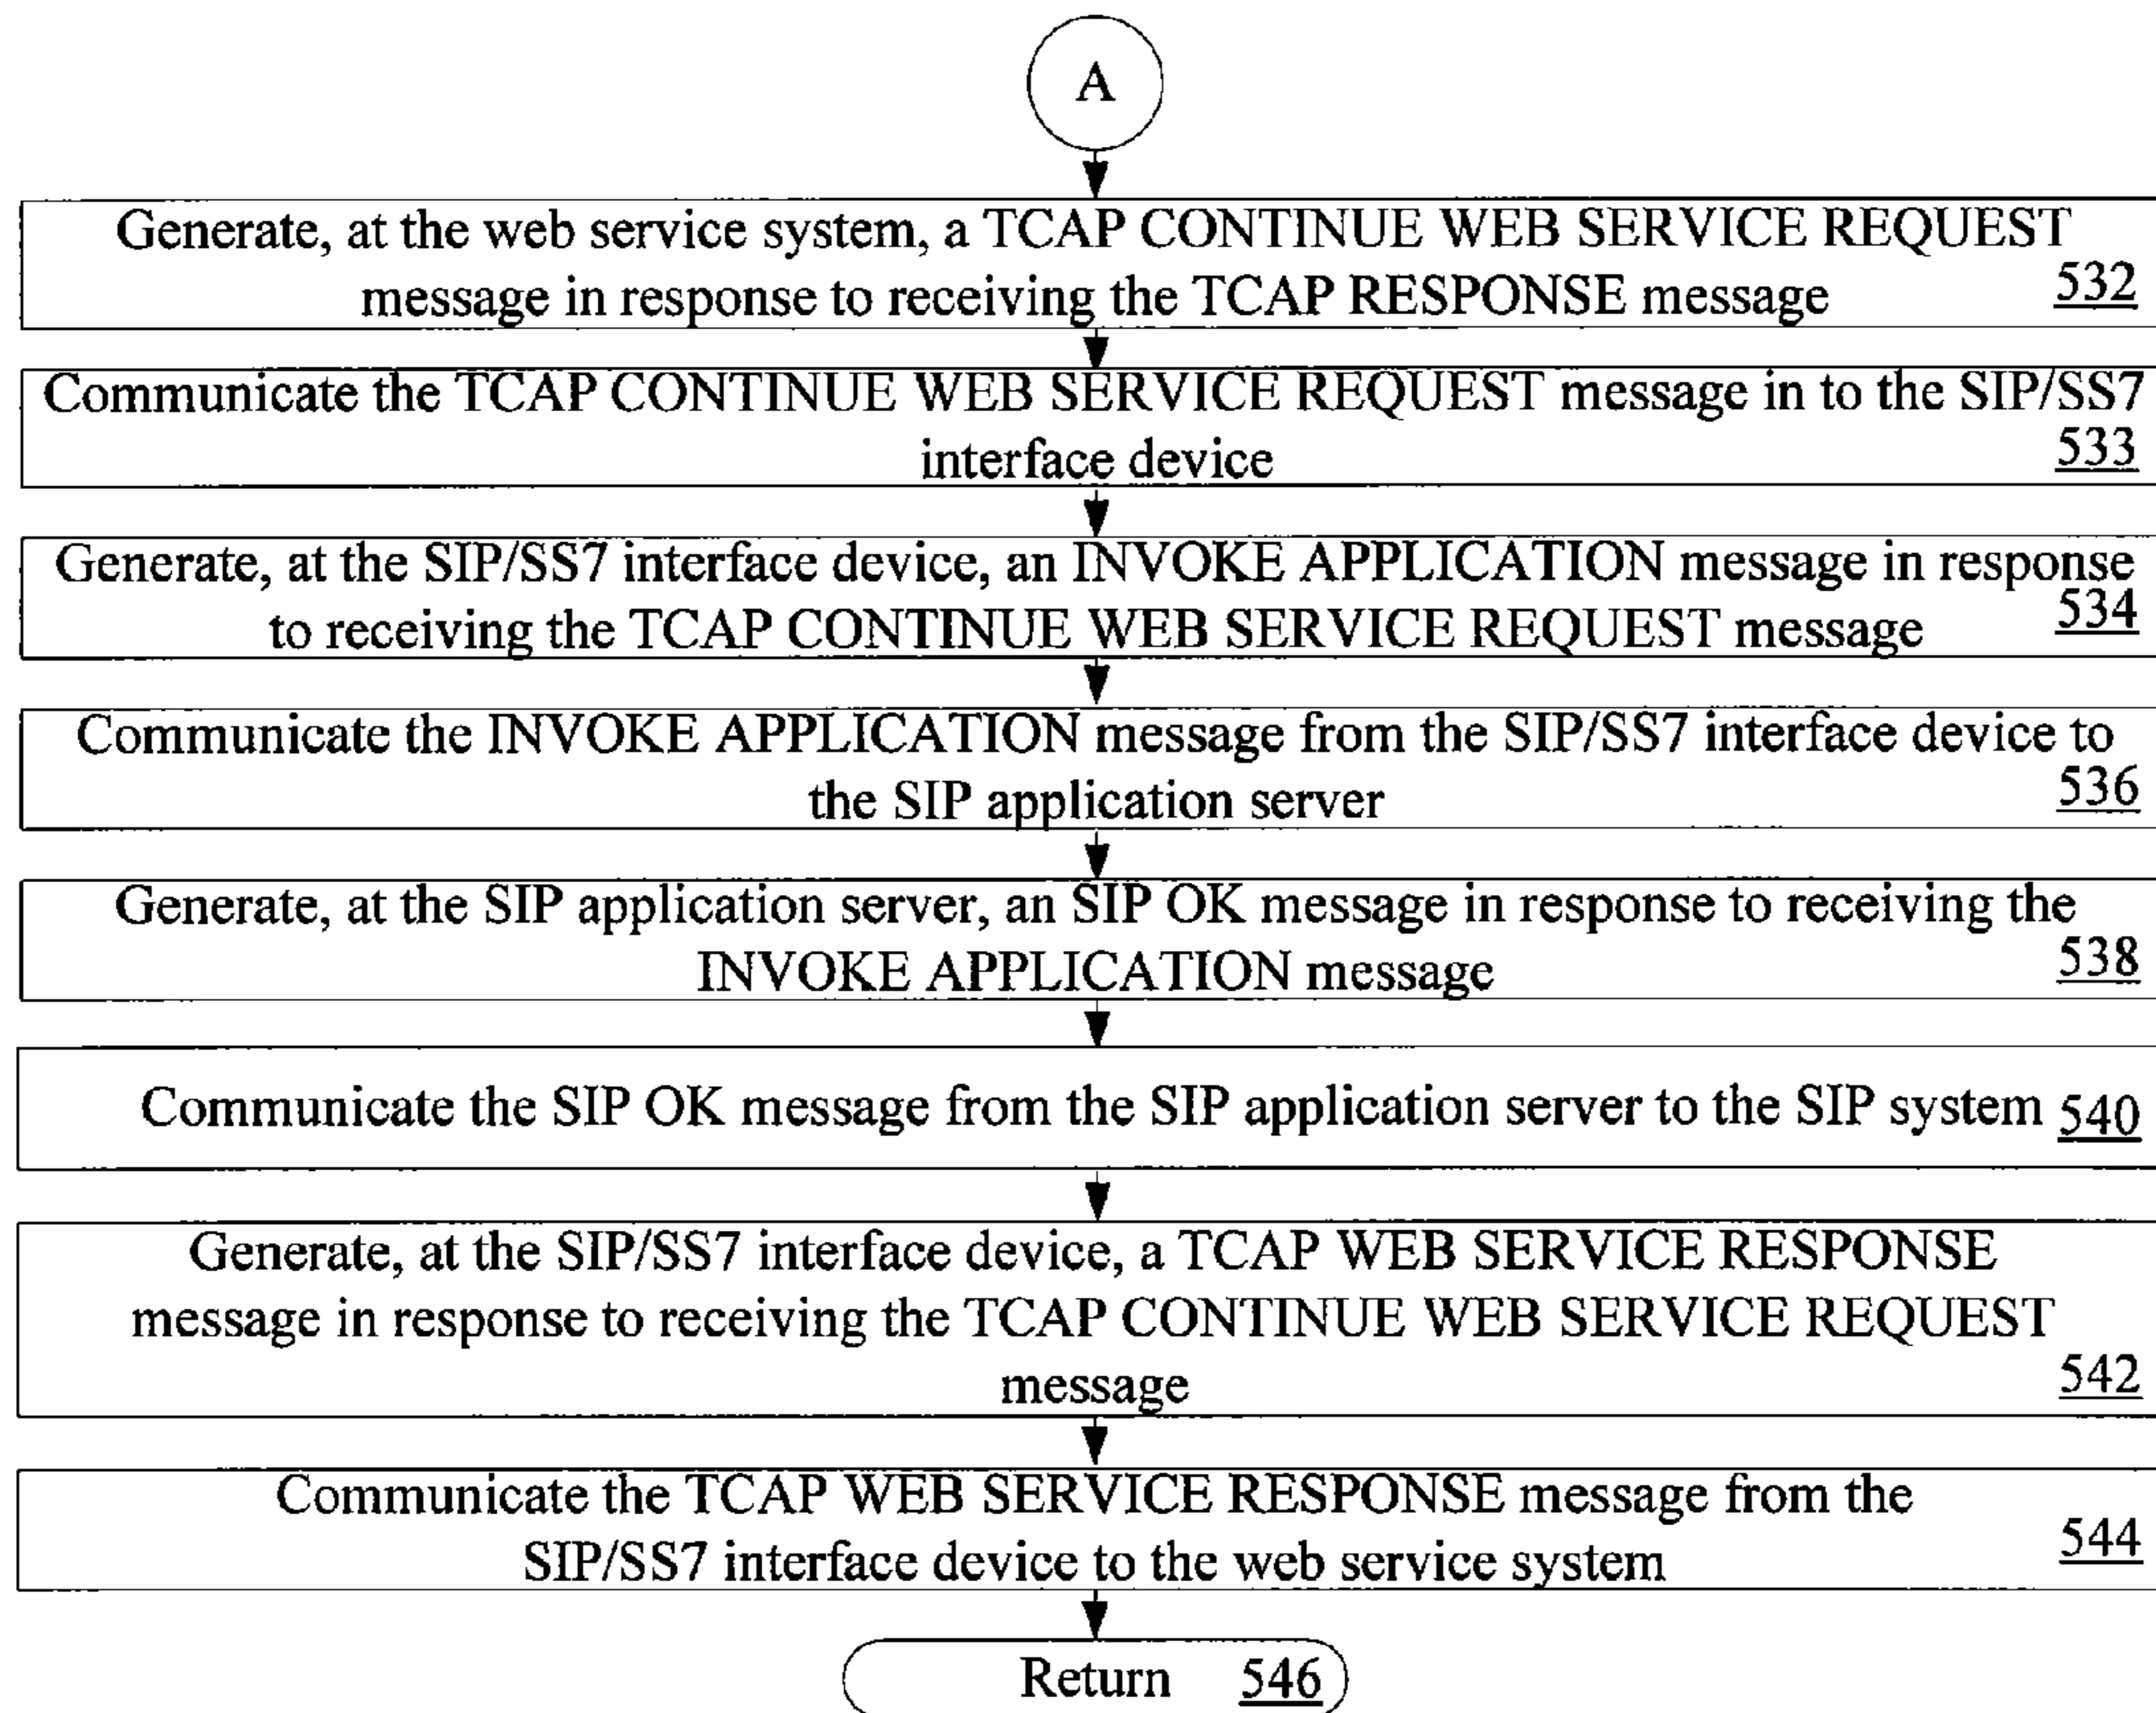 A
Generate, at the web service system, a TCAP CONTINUE WEB SERVICE REQUEST
message in response to receiving the TCAP RESPONSE message 532
Communicate the TCAP CONTINUE WEB SERVICE REQUEST message in to the SIP/SS7
interface device 533
Generate, at the SIP/SS7 interface device, an INVOKE APPLICATION message in response
to receiving the TCAP CONTINUE WEB SERVICE REQUEST message 534
Communicate the INVOKE APPLICATION message from the SIP/SS7 interface device to
the SIP application server 536
Generate, at the SIP application server, an SIP OK message in response to receiving the
INVOKE APPLICATION message 538
Communicate the SIP OK message from the SIP application server to the SIP system 540
Generate, at the SIP/SS7 interface device, a TCAP WEB SERVICE RESPONSE
message in response to receiving the TCAP CONTINUE WEB SERVICE REQUEST
message 542
Communicate the TCAP WEB SERVICE RESPONSE message from the
SIP/SS7 interface device to the web service system 544
Return 546